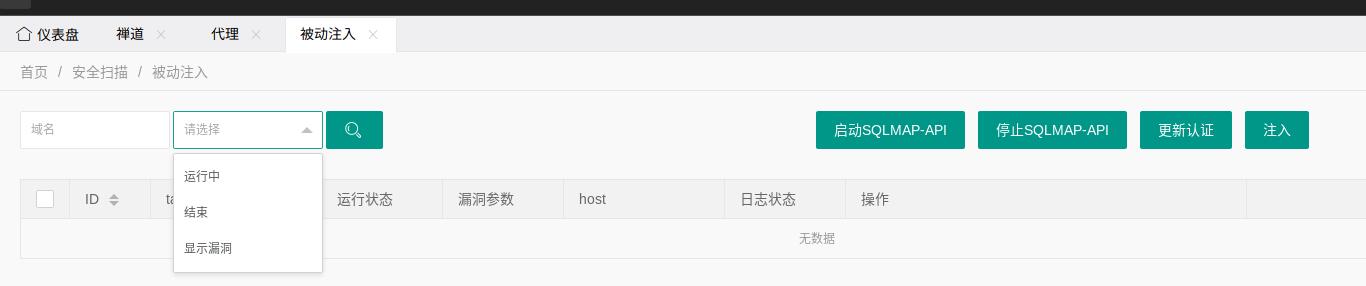 仪表盘 禅道 代理 被动注入
首页 / 安全扫描 / 被动注入
域名 请选择 启动SQLMAP-API 停止SQLMAP-API 更新认证 注入
运行中
ID ta 运行状态 漏洞参数 host 日志状态 操作
结束
无数据
显示漏洞